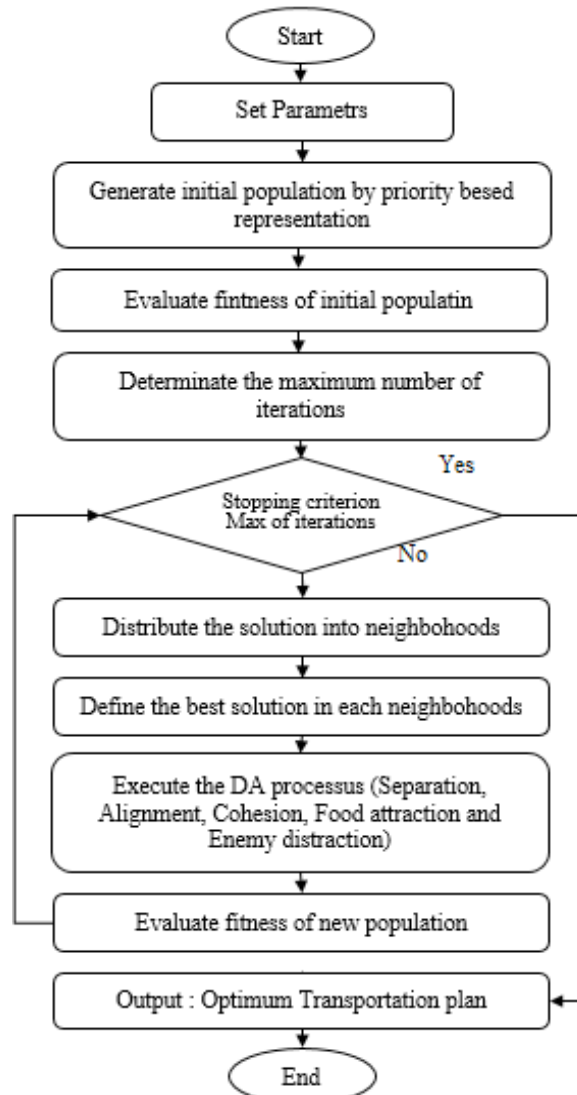 Start
Set Parametrs
Generate initial population by priority besed
representation
Evaluate fintness of initial populatin
Determinate the maximum number of
iterations
Yes
Stopping criterion
Max of iterations
No
Distribute the solution into neighbohoods
Define the best solution in each neighbohoods
Execute the DA processus (Separation,
Alignment, Cohesion, Food attraction and
Enemy distraction)
Evaluate fitness of new population
Output : Optimum Transportation plan
End